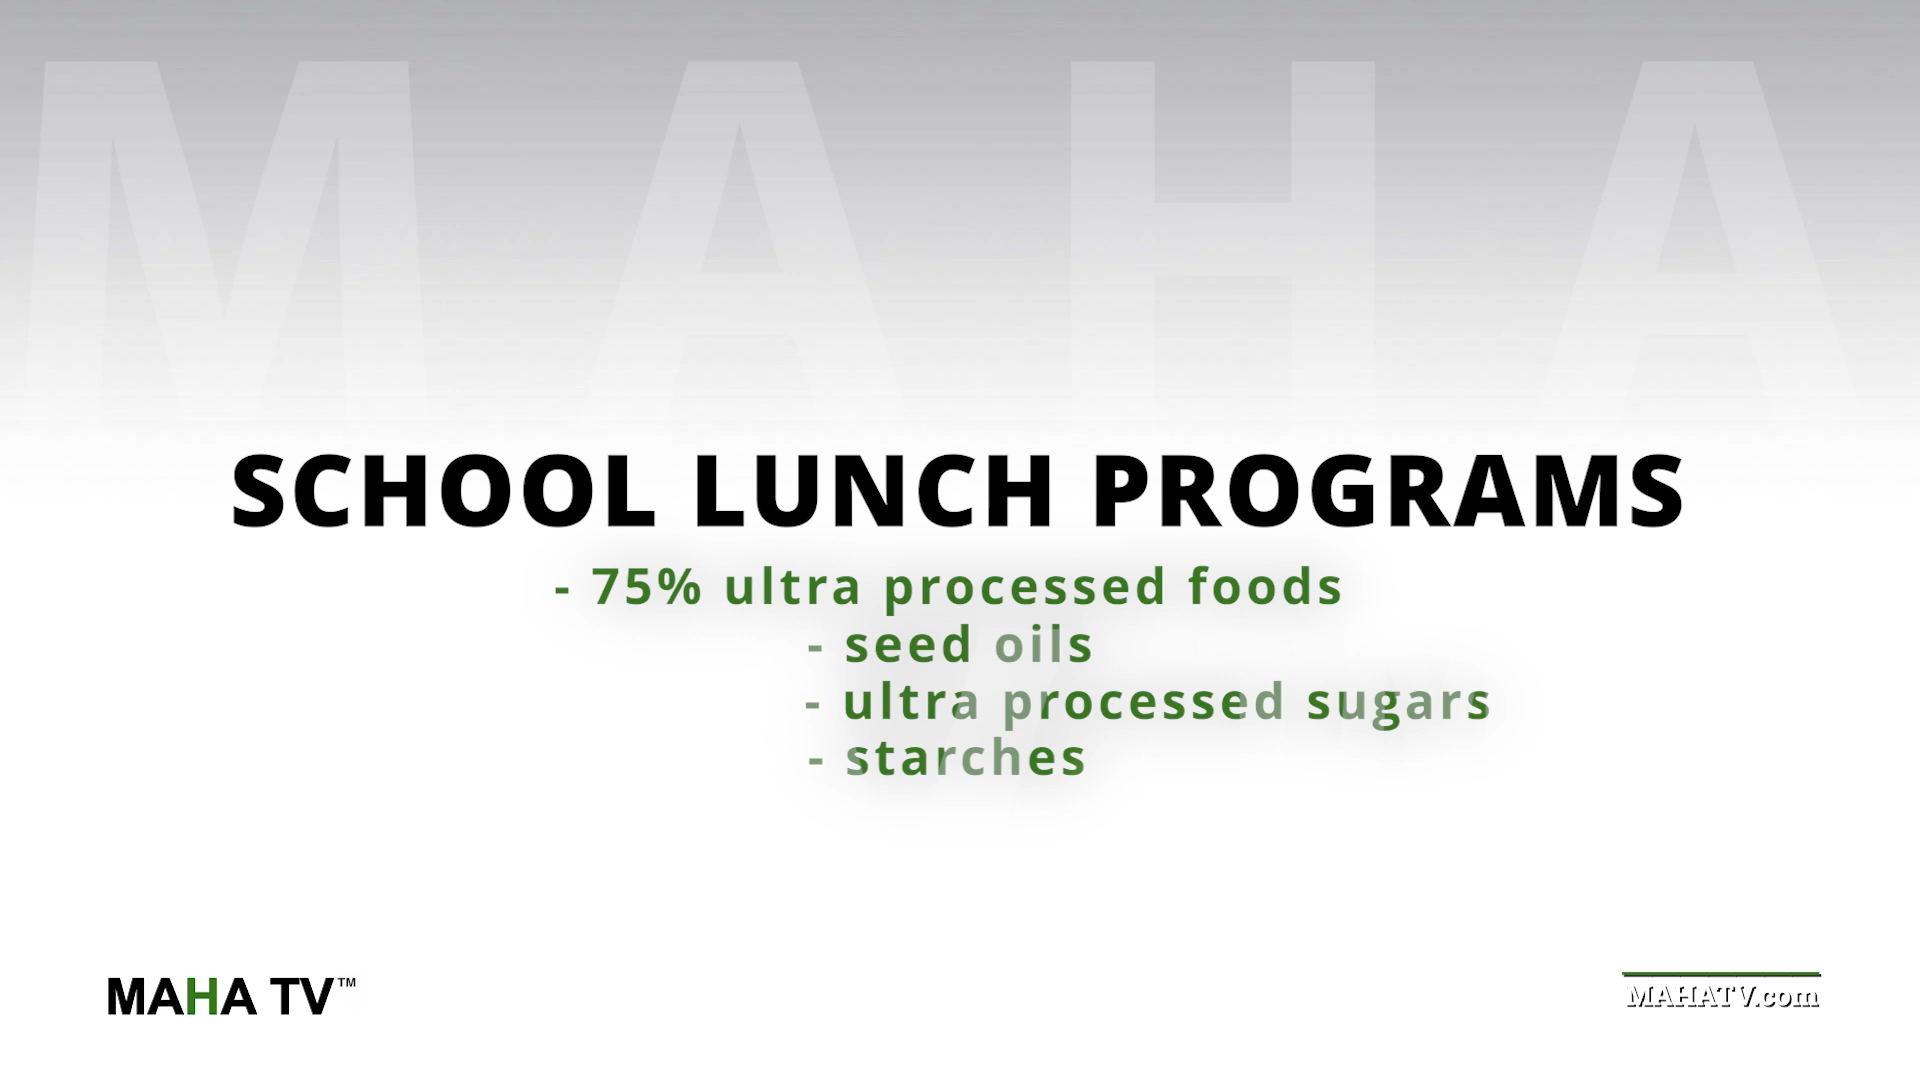 MAHA
SCHOOL LUNCH PROGRAMS
- 75% ultra processed foods
- seed oils
- ultra processed sugars
- starches
MAHA TV™
MAHATV.com